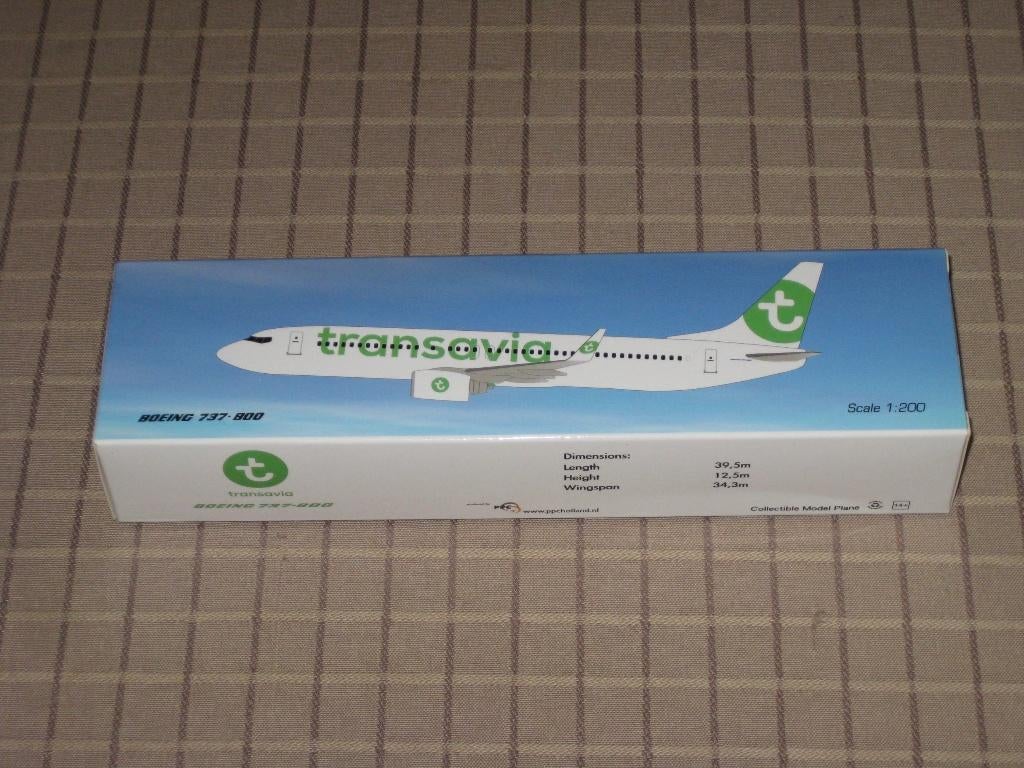 t
transavia
t
t
BOEING 737-800
Scale 1:200
t
transavia
BOEING 737-800
Dimensions:
Length 39,5m
Height 12,5m
Wingspan 34,3m
www.ppcholland.nl
Collectible Model Plane
14+